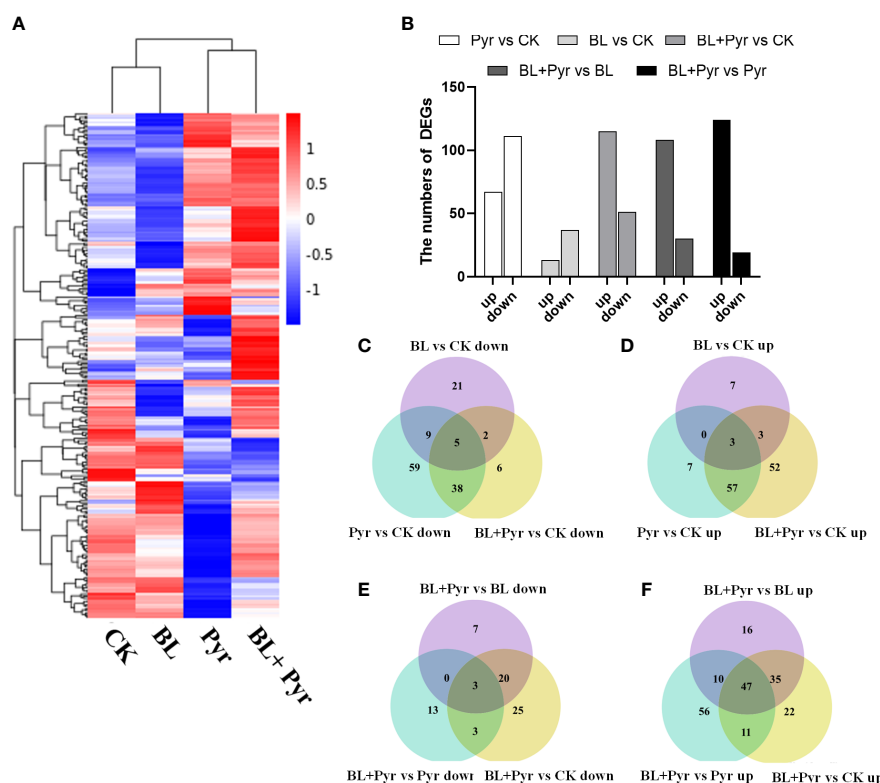 A
1
0.5
0
-0.5
-1
CK
BL
Pyr
BL+ Pyr
B
Pyr vs CK
BL vs CK
BL+Pyr vs CK
BL+Pyr vs BL
BL+Pyr vs Pyr
The numbers of DEGs
150
100
50
0
up
down
up
down
up
down
up
down
up
down
C
BL vs CK down
21
9
5
2
59
38
6
Pyr vs CK down
BL+Pyr vs CK down
D
BL vs CK up
7
0
3
3
7
57
52
Pyr vs CK up
BL+Pyr vs CK up
E
BL+Pyr vs BL down
7
0
3
20
13
3
25
BL+Pyr vs Pyr down
BL+Pyr vs CK down
F
BL+Pyr vs BL up
16
10
47
35
56
11
22
BL+Pyr vs Pyr up
BL+Pyr vs CK up